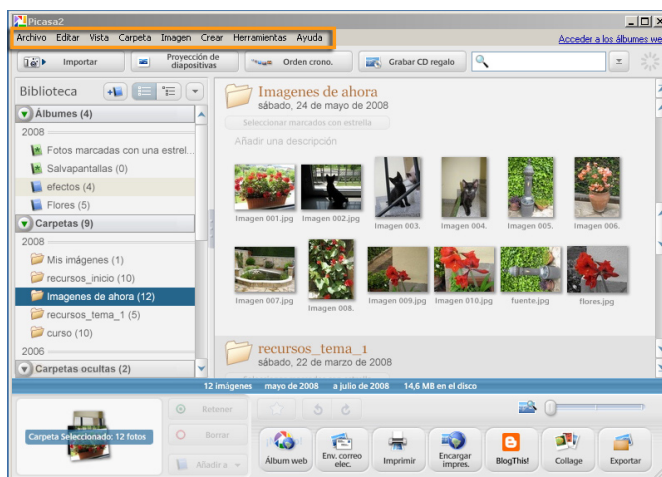 Picasa2
Archivo Editar Vista Carpeta Imagen Crear Herramientas Ayuda
Acceder a los álbumes we
Importar
Proyección de diapositivas
Orden crono.
Grabar CD regalo
Biblioteca
Álbumes (4)
2008
Fotos marcadas con una estrel...
Salvapantallas (0)
efectos (4)
Flores (5)
Carpetas (9)
2008
Mis imágenes (1)
recursos_inicio (10)
Imagenes de ahora (12)
recursos_tema_1 (5)
curso (10)
2006
Carpetas ocultas (2)
Imagenes de ahora
sábado, 24 de mayo de 2008
Seleccionar marcados con estrella
Añadir una descripción
Imagen 001.jpg Imagen 002.jpg Imagen 003. Imagen 004. Imagen 005. Imagen 006.
Imagen 007.jpg Imagen 008. Imagen 009.jpg Imagen 010.jpg fuente.jpg flores.jpg
recursos_tema_1
sábado, 22 de marzo de 2008
12 imágenes mayo de 2008 a julio de 2008 14,6 MB en el disco
Carpeta Seleccionado: 12 fotos
Retener
Borrar
Añadir a
Álbum web
Env. correo elec.
Imprimir
Encargar impres.
BlogThis!
Collage
Exportar